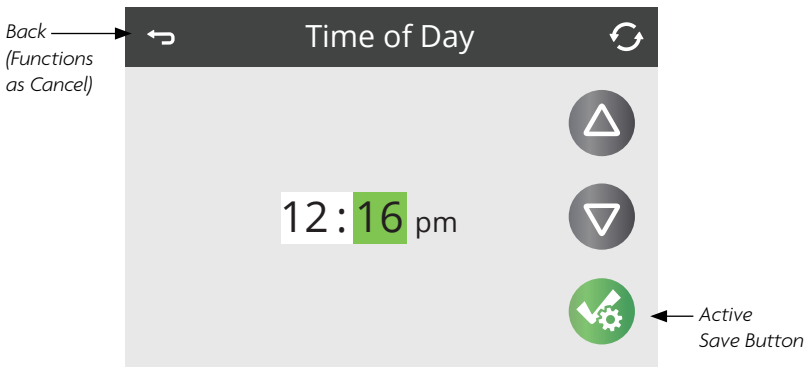 Back
(Functions
as Cancel)
Time of Day
12:16 pm
Active
Save Button